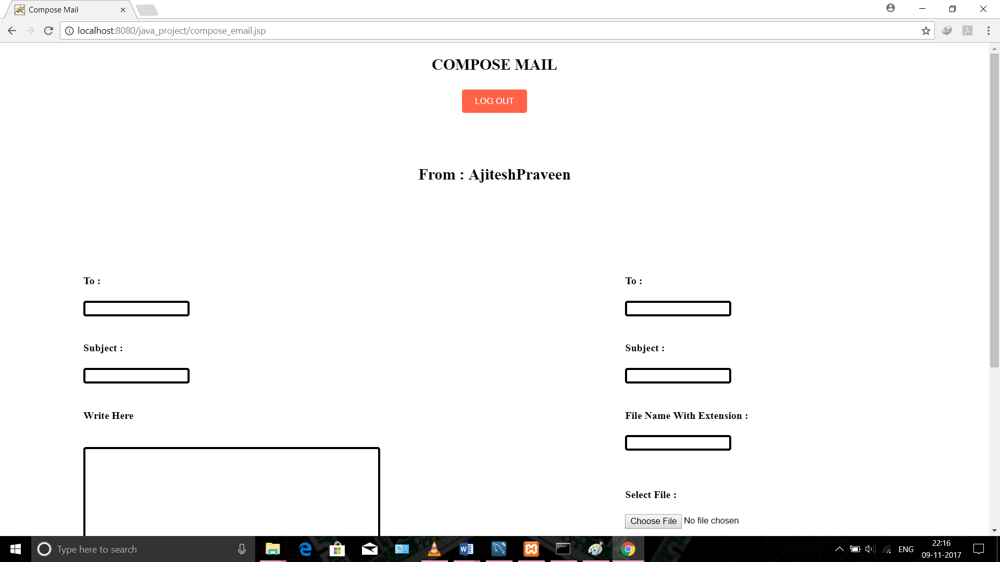 Compose Mail
localhost:8080/java_project/compose_email.jsp
COMPOSE MAIL
LOG OUT
From : AjiteshPraveen
To :
Subject :
Write Here
To :
Subject :
File Name With Extension :
Select File :
Choose File No file chosen
Type here to search
ENG
22:16
09-11-2017